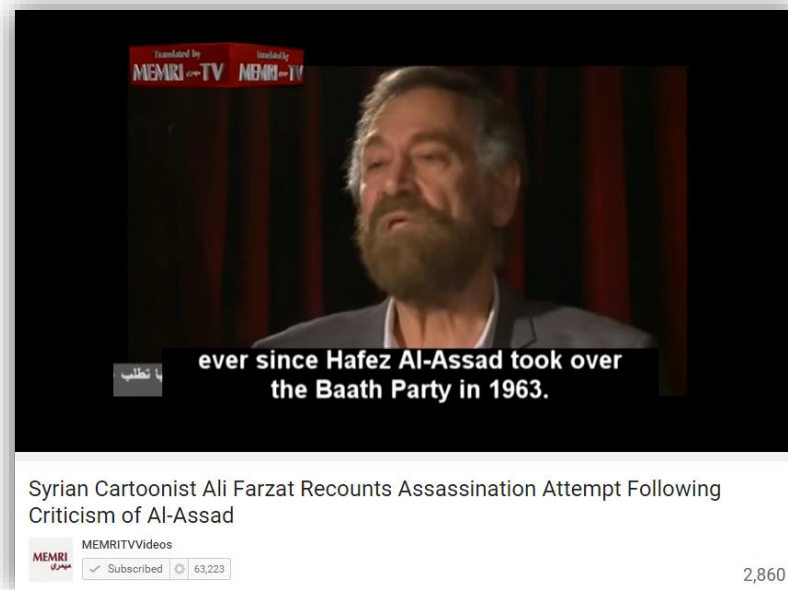 Translated by
MEMRI TV
Translated by
MEMRI TV
ever since Hafez Al-Assad took over
the Baath Party in 1963.
ها تطلب
Syrian Cartoonist Ali Farzat Recounts Assassination Attempt Following
Criticism of Al-Assad
MEMRI
ميمري
MEMRITVVideos
Subscribed 63,223
2,860